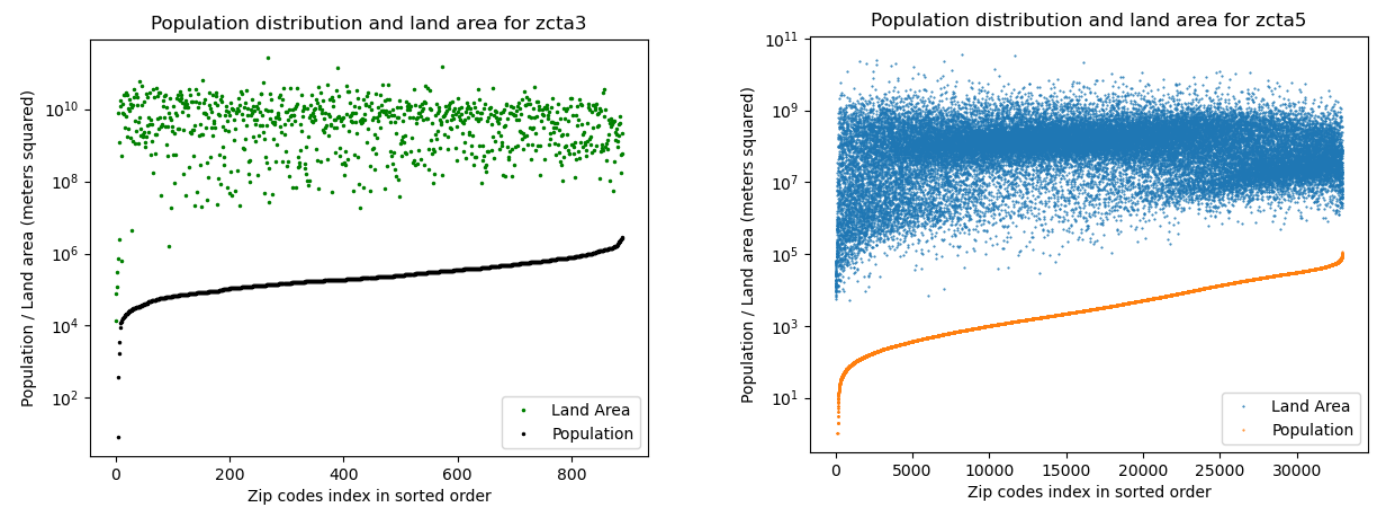 Population distribution and land area for zcta3
Population / Land area (meters squared)
10^10
10^8
10^6
10^4
10^2
0
200
400
600
800
Land Area
Population
Zip codes index in sorted order
Population distribution and land area for zcta5
Population / Land area (meters squared)
10^11
10^9
10^7
10^5
10^3
10^1
0
5000
10000
15000
20000
25000
30000
Land Area
Population
Zip codes index in sorted order